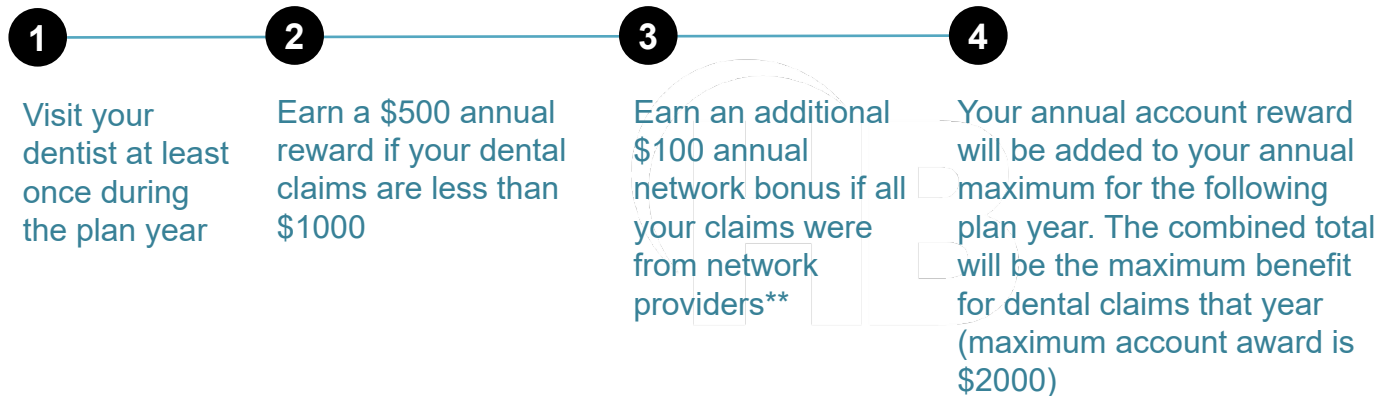 1
2
3
4
Visit your
dentist at least
once during
the plan year
Earn a $500 annual
reward if your dental
claims are less than
$1000
Earn an additional
$100 annual
network bonus if all
your claims were
from network
providers**
Your annual account reward
will be added to your annual
maximum for the following
plan year. The combined total
will be the maximum benefit
for dental claims that year
(maximum account award is
$2000)